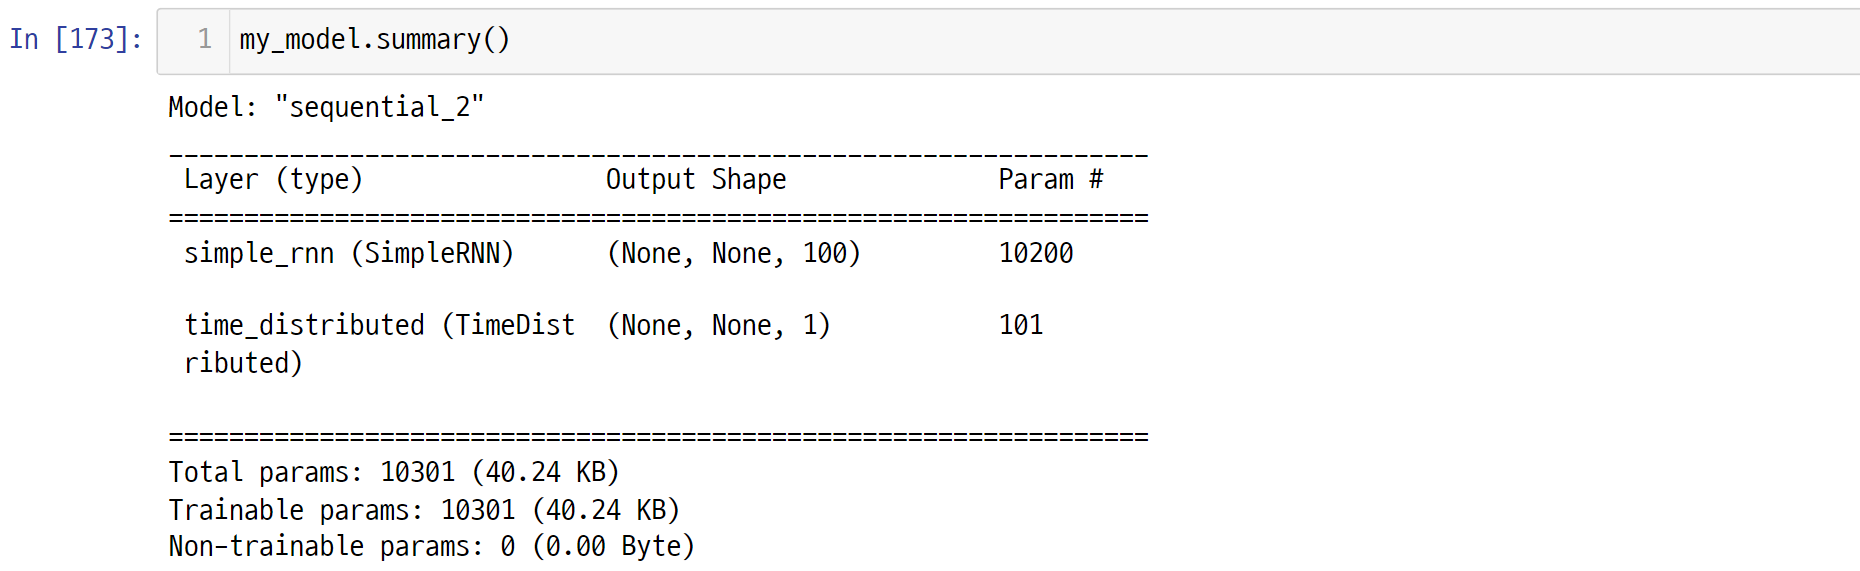 In [173]: 1 my_model.summary()
Model: "sequential_2"
_________________________________________________________________
Layer (type) Output Shape Param #
=================================================================
simple_rnn (SimpleRNN) (None, None, 100) 10200
time_distributed (TimeDist (None, None, 1) 101
ributed)
=================================================================
Total params: 10301 (40.24 KB)
Trainable params: 10301 (40.24 KB)
Non-trainable params: 0 (0.00 Byte)